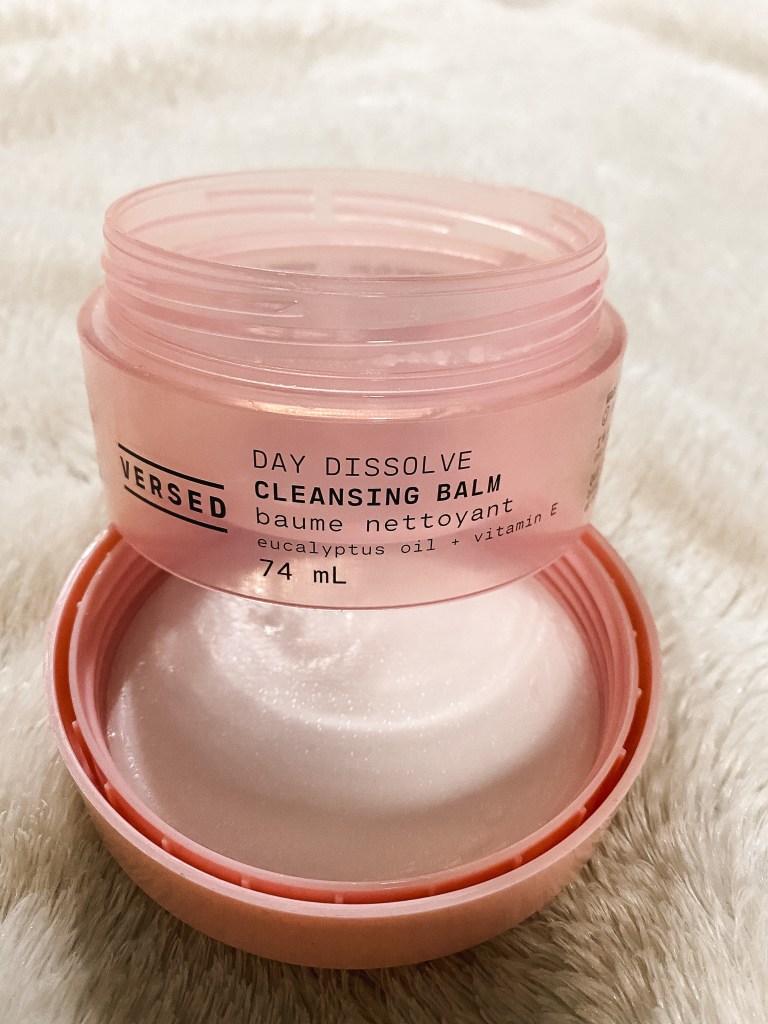 VERSED
DAY DISSOLVE
CLEANSING BALM
baume nettoyant
eucalyptus oil + vitamin E
74 mL